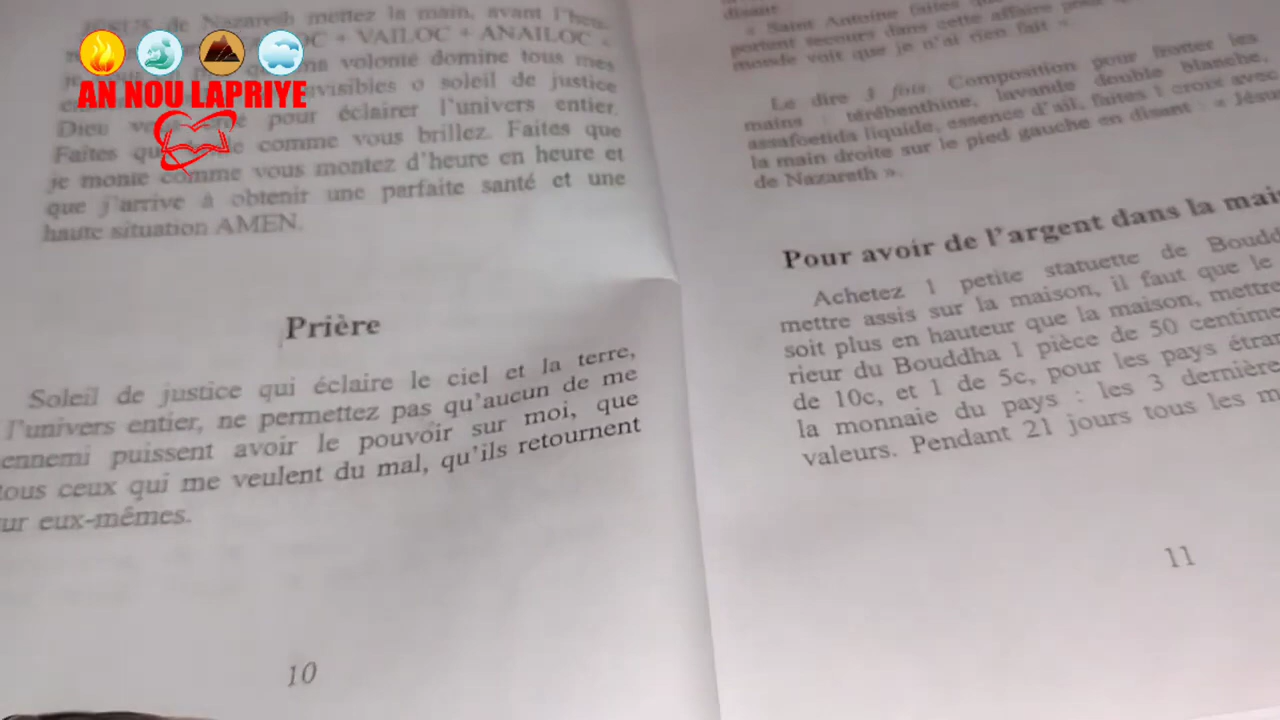 AN NOU LAPRIYE
de Nazareth mettez la main, avant l'heu-
+ VAILOC + ANAILOC
volonté domine tous mes
o soleil de justice
Dieu pour éclairer l'univers entier.
Faites comme vous brillez. Faites que
je monte comme vous montez d'heure en heure et
que j'arrive à obtenir une parfaite santé et une
haute situation AMEN.
Prière
Soleil de justice qui éclaire le ciel et la terre,
l'univers entier, ne permettez pas qu'aucun de me
ennemi puissent avoir le pouvoir sur moi, que
tous ceux qui me veulent du mal, qu'ils retournent
ur eux-mêmes.
10
disant
« Saint Antoine faites
portent secours dans cette affaire
monde voit que je n'ai rien fait ».
Le dire 3 fois. Composition pour frotter les
mains : térébenthine, lavande double blanche,
assafoetida liquide, essence d'ail, faites 1 croix avec
la main droite sur le pied gauche en disant : « Jésu
de Nazareth ».
Pour avoir de l'argent dans la mai
Achetez 1 petite statuette de Boudd
mettre assis sur la maison, il faut que le
soit plus en hauteur que la maison, mettre
rieur du Bouddha 1 pièce de 50 centime
de 10c, et 1 de 5c, pour les pays étran
la monnaie du pays : les 3 dernière
valeurs. Pendant 21 jours tous les m
11